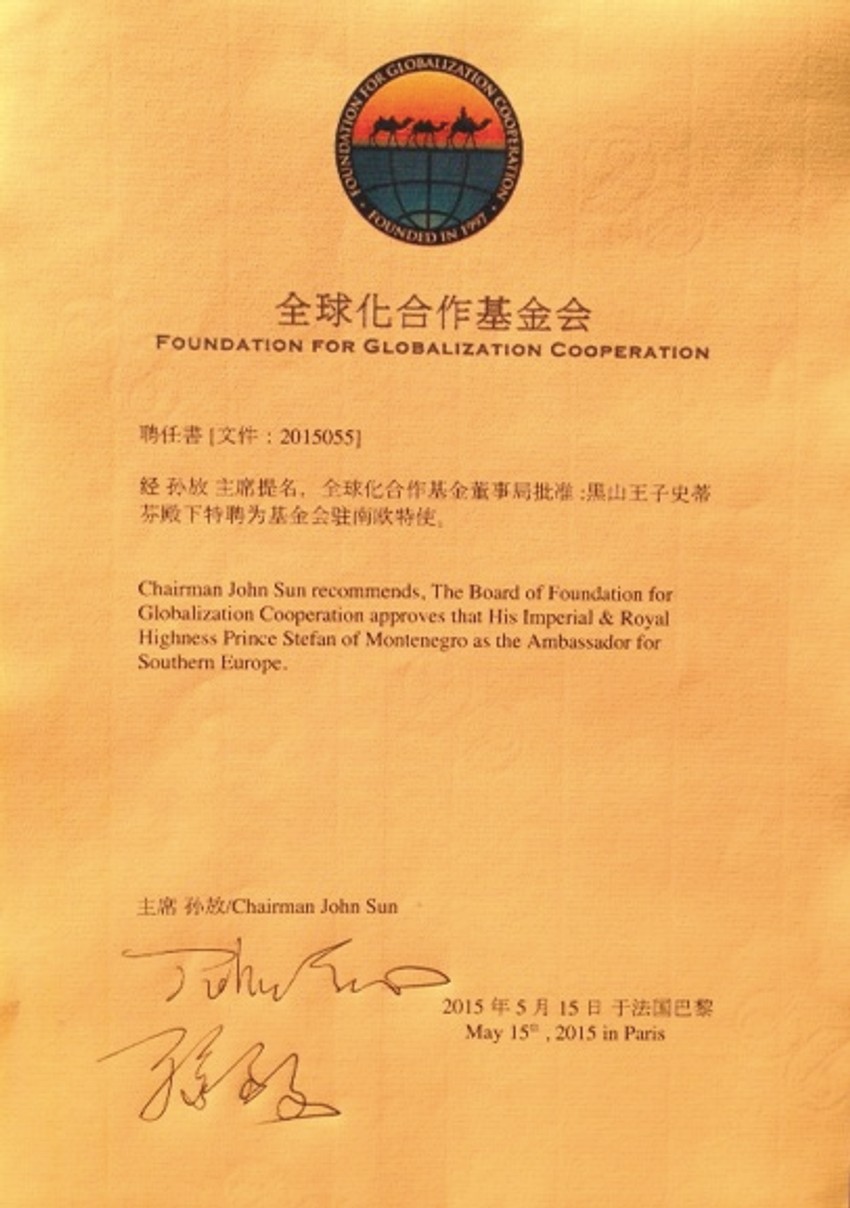 FOUNDATION FOR GLOBALIZATION COOPERATION
• FOUNDED IN 1997 •
全球化合作基金会
FOUNDATION FOR GLOBALIZATION COOPERATION
聘任書 [文件：2015055]
经 孙放 主席提名，全球化合作基金董事局批准 :黑山王子史蒂
芬殿下特聘为基金会驻南欧特使。
Chairman John Sun recommends, The Board of Foundation for
Globalization Cooperation approves that His Imperial & Royal
Highness Prince Stefan of Montenegro as the Ambassador for
Southern Europe.
主席 孙放/Chairman John Sun
John Sun
孫放
2015 年 5 月 15 日 于法国巴黎
May 15th , 2015 in Paris